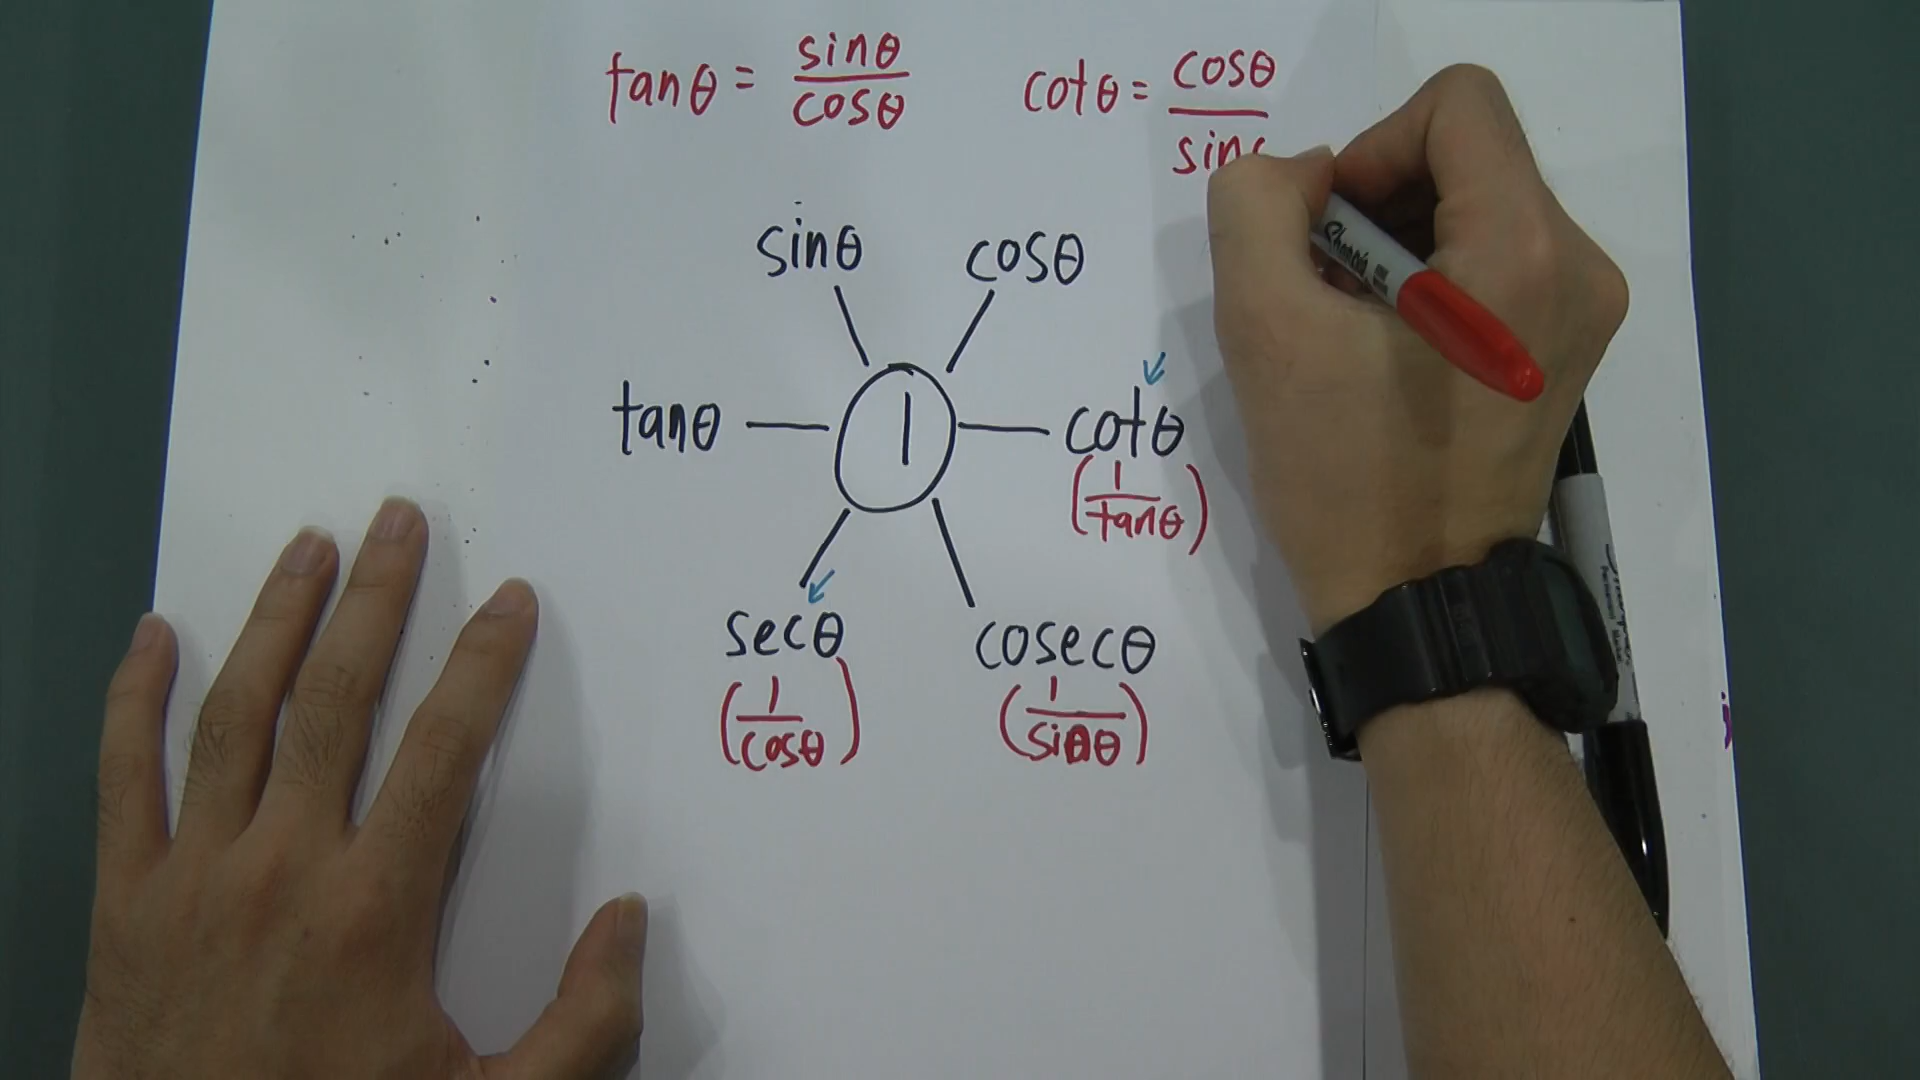 tanθ = sinθ/cosθ
cotθ = cosθ/sin
sinθ
cosθ
tanθ
1
cotθ
(1/tanθ)
secθ
cosecθ
(1/cosθ)
(1/sinθ)